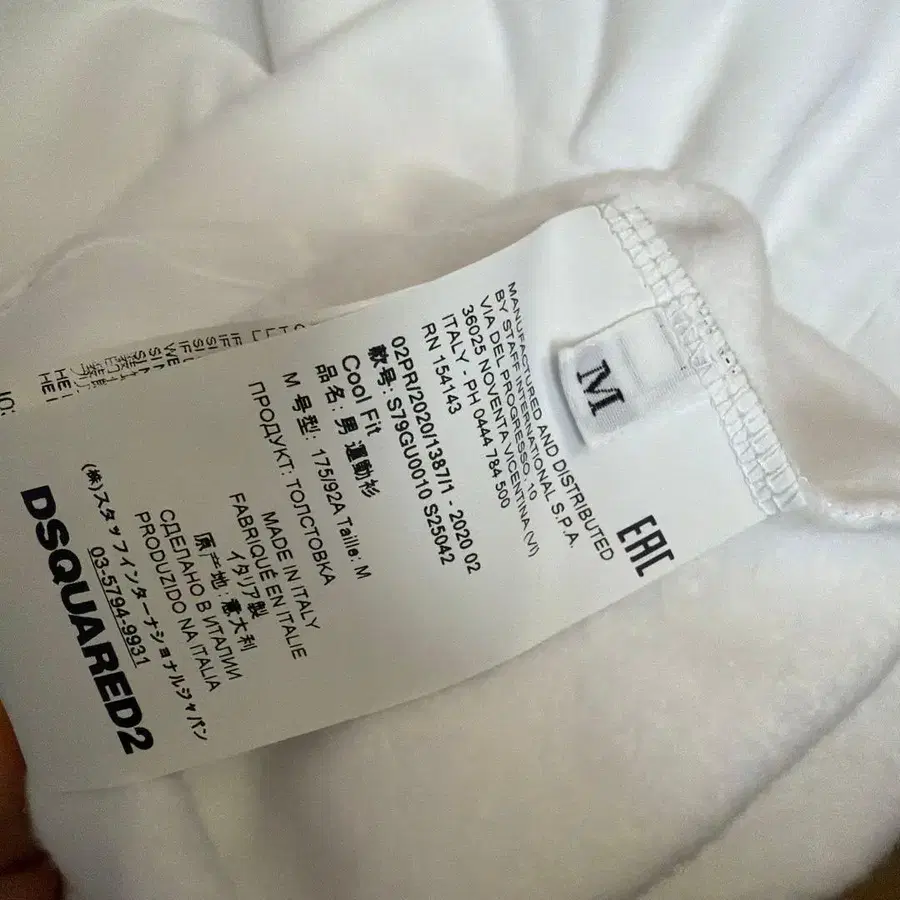 EAC
MANUFACTURED AND DISTRIBUTED
BY STAFF INTERNATIONAL S.P.A.
VIA DEL PROGRESSO, 10
36025 NOVENTA VICENTINA (VI)
ITALY - PH 0444 784 500
RN 154143
M
02PR/2020/1387/1 - 2020 02
款号: S79GU0010 S25042
Cool Fit
品名: 男 運動衫
M 号型: 175/92A Taille: M
ПРОДУКТ: ТОЛСТОВКА
MADE IN ITALY
FABRIQUÉ EN ITALIE
イタリア製
原产地: 意大利
СДЕЛАНО В ИТАЛИИ
PRODUZIDO NA ITALIA
(株)スタッフインターナショナルジャパン
03-5794-9931
DSQUARED2